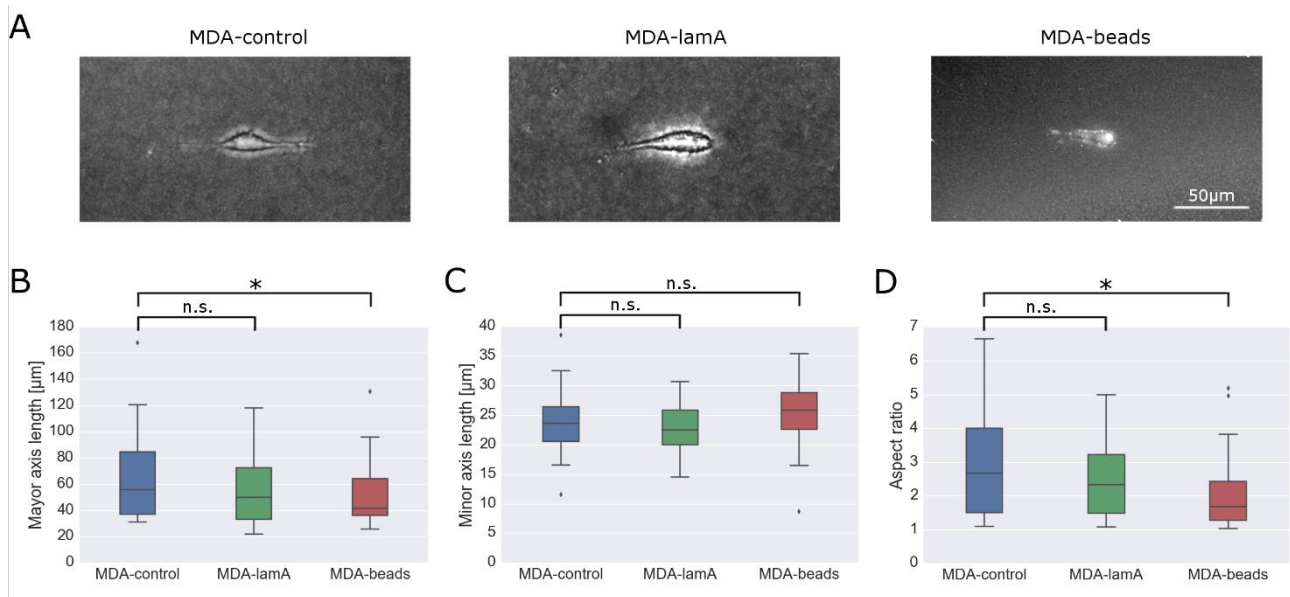 A
MDA-control
MDA-lamA
MDA-beads
50µm
B
*
n.s.
180
160
140
120
100
80
60
40
20
0
Mayor axis length [µm]
MDA-control
MDA-lamA
MDA-beads
C
n.s.
n.s.
40
35
30
25
20
15
10
5
0
Minor axis length [µm]
MDA-control
MDA-lamA
MDA-beads
D
*
n.s.
7
6
5
4
3
2
1
0
Aspect ratio
MDA-control
MDA-lamA
MDA-beads